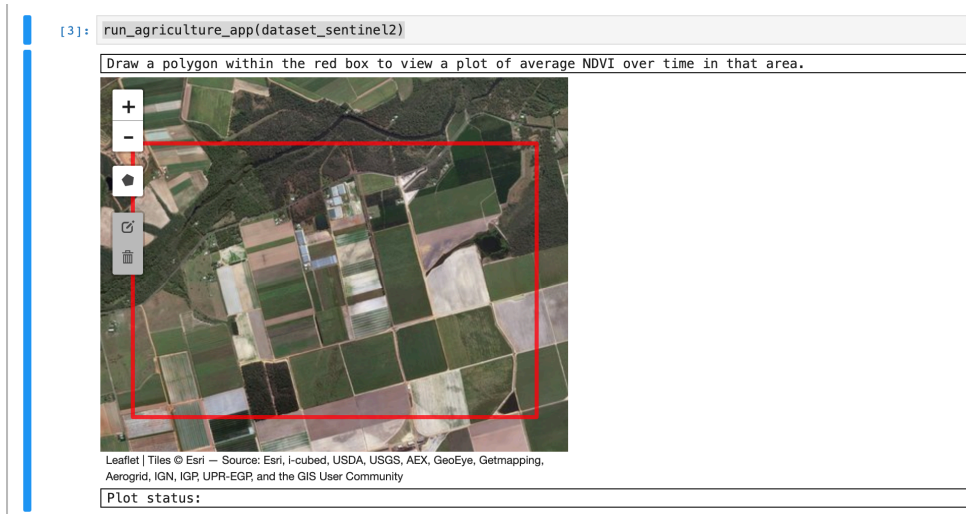 [3]: run_agriculture_app(dataset_sentinel2)
Draw a polygon within the red box to view a plot of average NDVI over time in that area.
+
−
Leaflet | Tiles © Esri — Source: Esri, i-cubed, USDA, USGS, AEX, GeoEye, Getmapping,
Aerogrid, IGN, IGP, UPR-EGP, and the GIS User Community
Plot status: